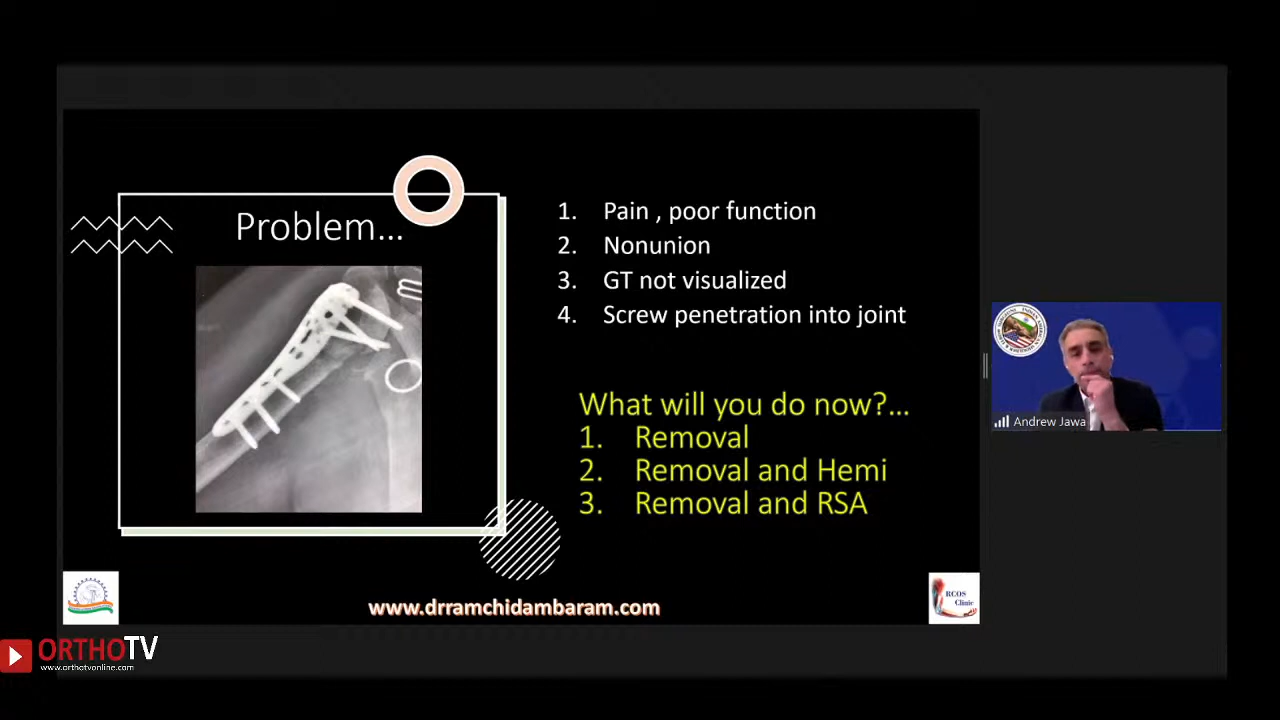 Problem...
1. Pain , poor function
2. Nonunion
3. GT not visualized
4. Screw penetration into joint
What will you do now?...
1. Removal
2. Removal and Hemi
3. Removal and RSA
Andrew Jawa
www.drramchidambaram.com
RCOS
Clinic
ORTHOTV
www.orthotvonline.com